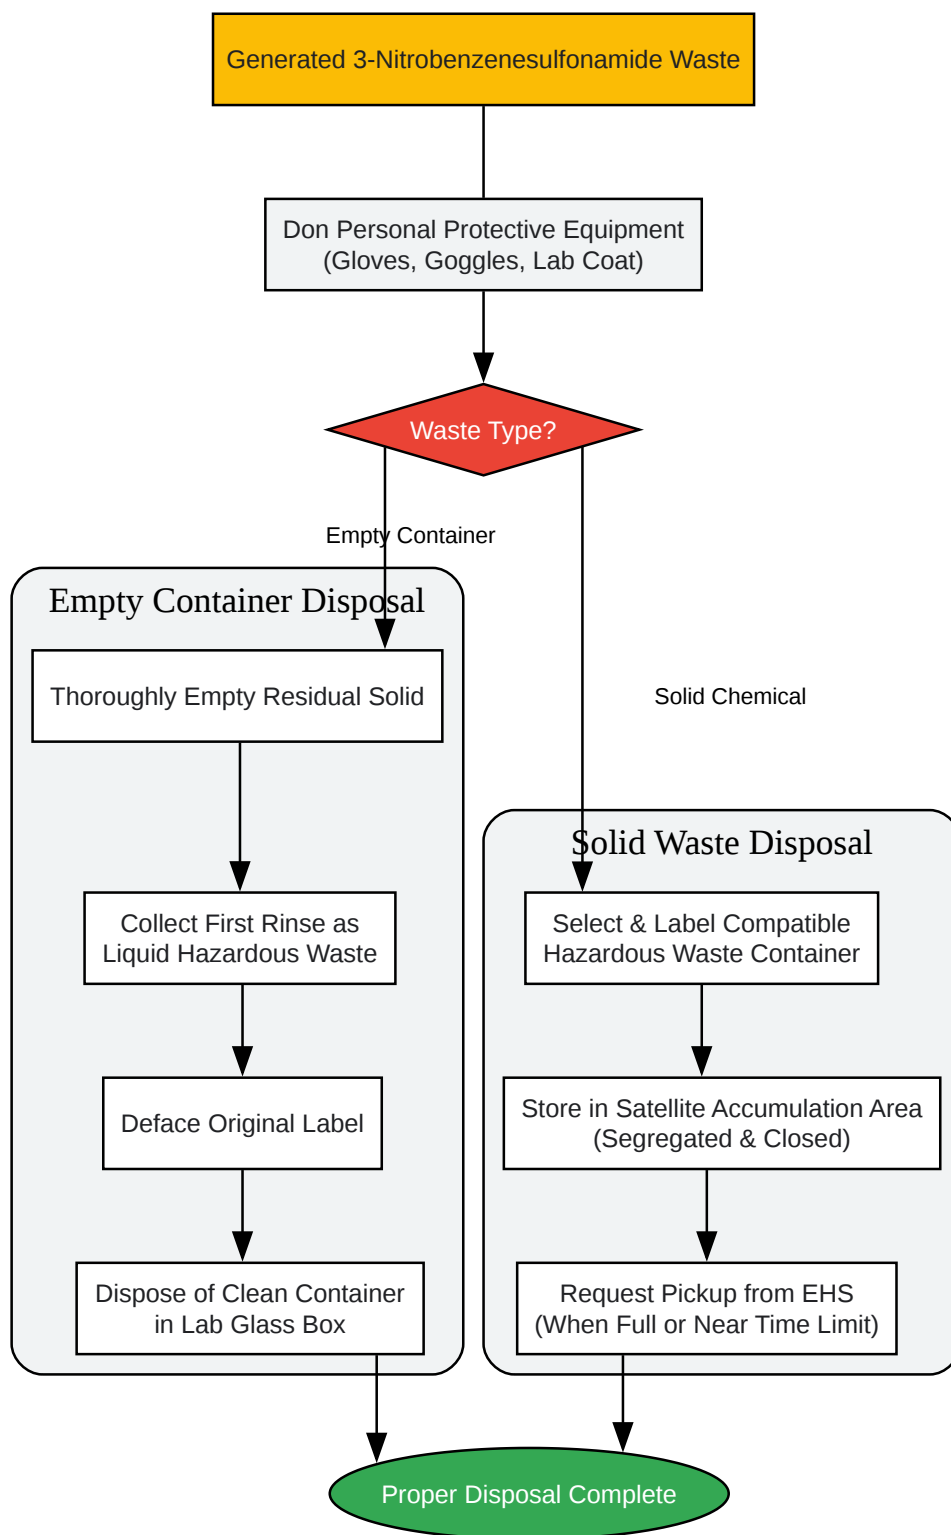 Generated 3-Nitrobenzenesulfonamide Waste
Don Personal Protective Equipment
(Gloves, Goggles, Lab Coat)
Waste Type?
Empty Container
Empty Container Disposal
Thoroughly Empty Residual Solid
Collect First Rinse as
Liquid Hazardous Waste
Deface Original Label
Dispose of Clean Container
in Lab Glass Box
Solid Chemical
Solid Waste Disposal
Select & Label Compatible
Hazardous Waste Container
Store in Satellite Accumulation Area
(Segregated & Closed)
Request Pickup from EHS
(When Full or Near Time Limit)
Proper Disposal Complete